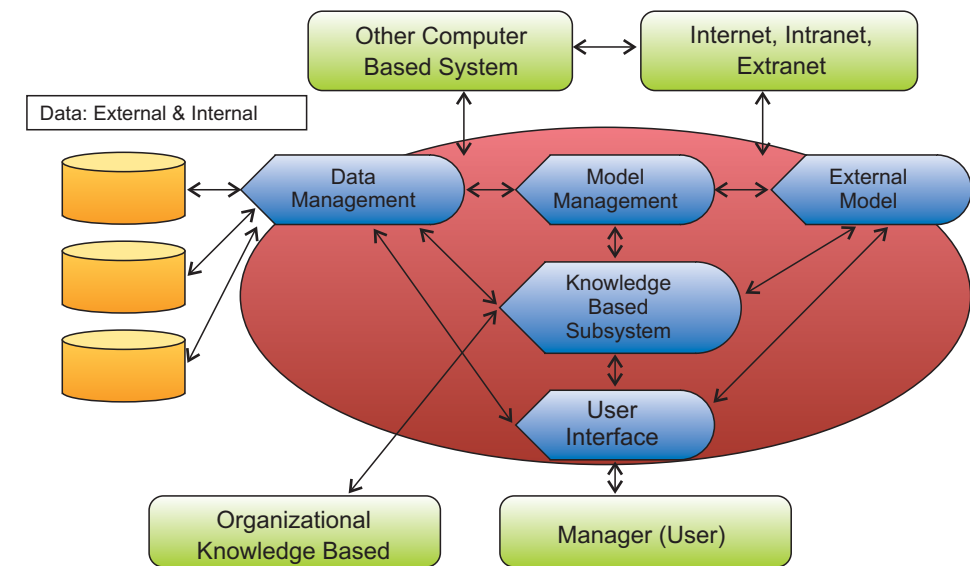 Other Computer
Based System
Internet, Intranet,
Extranet
Data: External & Internal
Data
Management
Model
Management
External
Model
Knowledge
Based
Subsystem
User
Interface
Organizational
Knowledge Based
Manager (User)